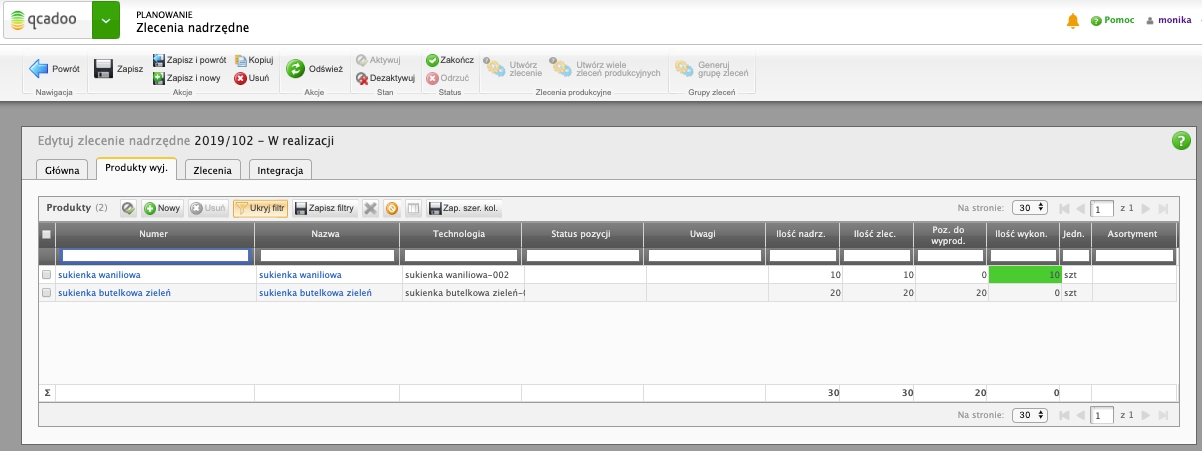 qcadoo
PLANOWANIE
Zlecenia nadrzędne
Pomoc
monika
Powrót
Nawigacja
Zapisz
Zapisz i powrót
Zapisz i nowy
Kopiuj
Usuń
Akcje
Odśwież
Akcje
Aktywuj
Dezaktywuj
Stan
Zakończ
Odrzuć
Status
Utwórz
zlecenie
Utwórz wiele
zleceń produkcyjnych
Zlecenia produkcyjne
Generuj
grupę zleceń
Grupy zleceń
Edytuj zlecenie nadrzędne 2019/102 - W realizacji
?
Główna Produkty wyj. Zlecenia Integracja
Produkty (2) Nowy Usuń Ukryj filtr Zapisz filtry Zap. szer. kol. Na stronie: 30 1 z 1
Numer Nazwa Technologia Status pozycji Uwagi Ilość nadrz. Ilość zlec. Poz. do wyprod. Ilość wykon. Jedn. Asortyment
sukienka waniliowa sukienka waniliowa sukienka waniliowa-002 10 10 0 10 szt
sukienka butelkowa zieleń sukienka butelkowa zieleń sukienka butelkowa zieleń- 20 20 20 0 szt
Σ 30 30 20 0
Na stronie: 30 1 z 1